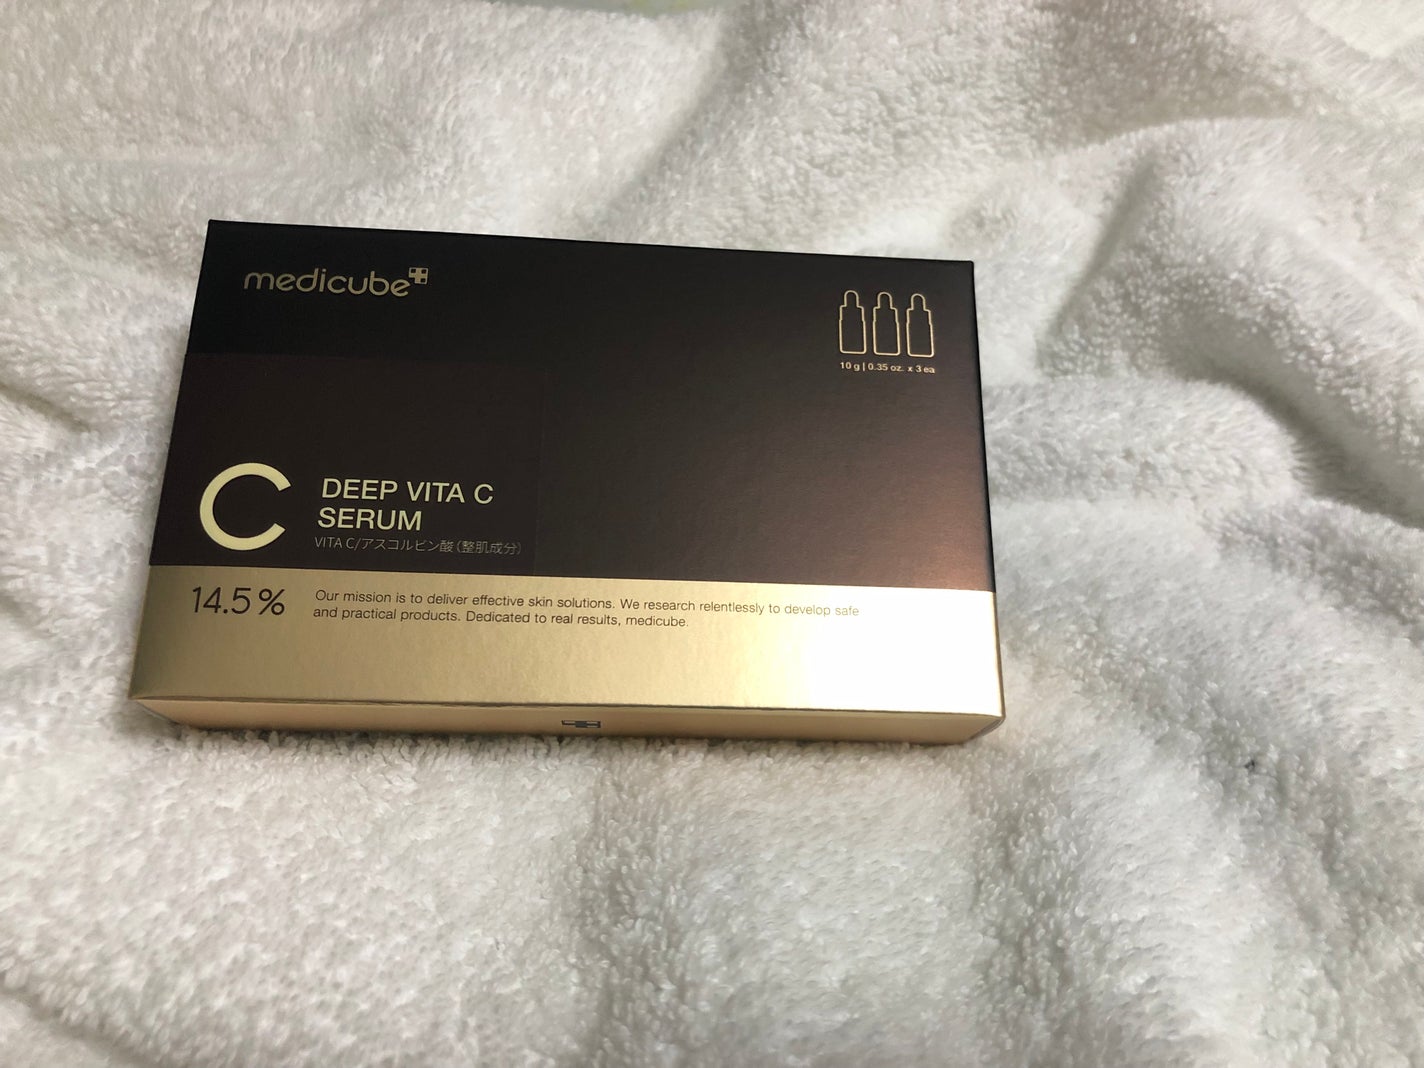 medicube
10 g | 0.35 oz. x 3 ea
C
DEEP VITA C
SERUM
VITA C/アスコルビン酸（整肌成分）
14.5%
Our mission is to deliver effective skin solutions. We research relentlessly to develop safe
and practical products. Dedicated to real results, medicube.